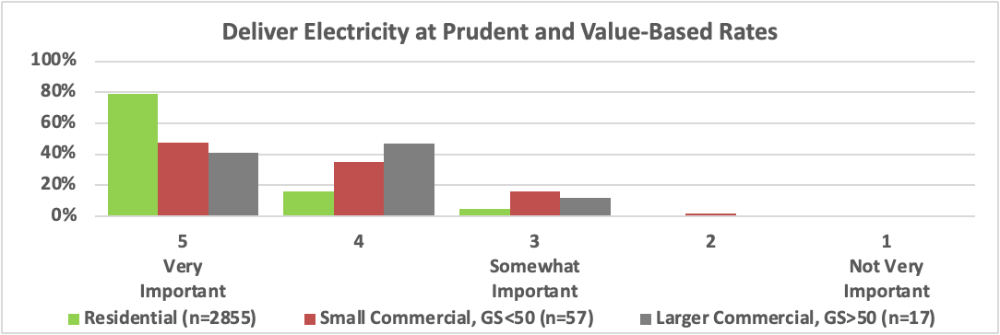 Deliver Electricity at Prudent and Value-Based Rates
100%
80%
60%
40%
20%
0%
5 4 3 2 1
Very Somewhat Not Very
Important Important Important
Residential (n=2855) Small Commercial, GS<50 (n=57) Larger Commercial, GS>50 (n=17)